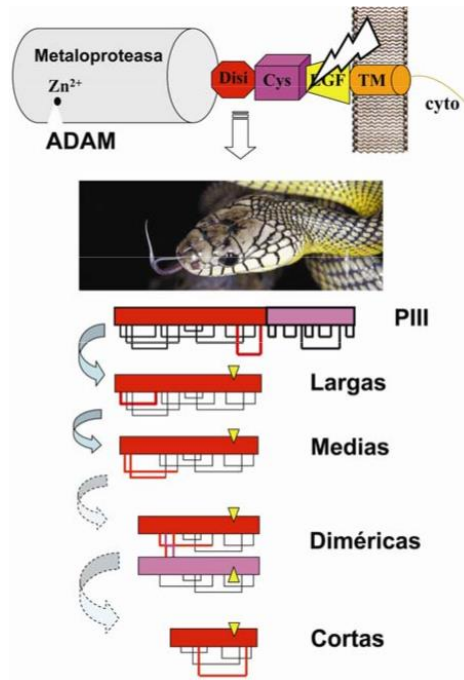 Metaloproteasa
Zn2+
ADAM
Disi
Cys
EGF
TM
cyto
PIII
Largas
Medias
Diméricas
Cortas